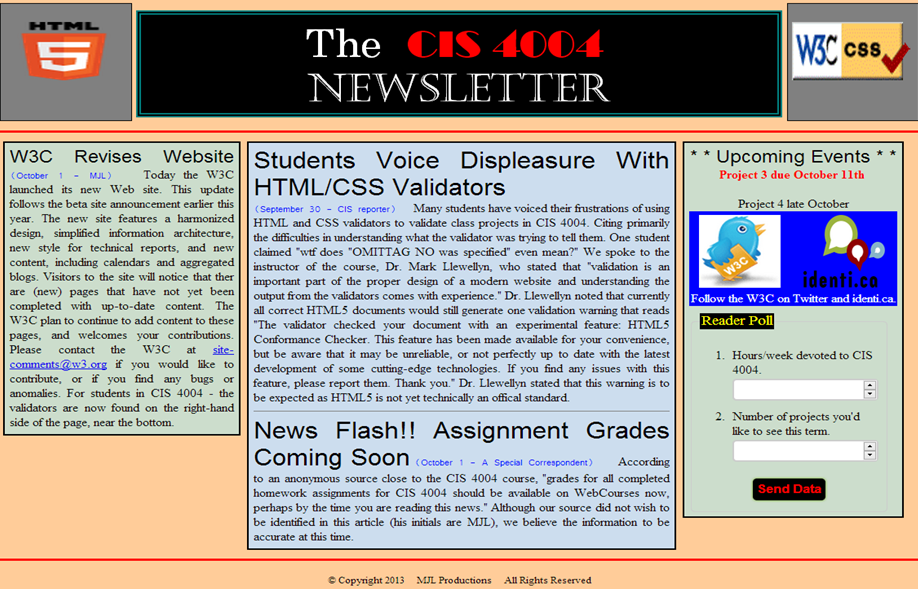 HTML
5
The CIS 4004
NEWSLETTER
W3C CSS
W3C Revises Website
(October 1 - MJL) Today the W3C
launched its new Web site. This update
follows the beta site announcement earlier this
year. The new site features a harmonized
design, simplified information architecture,
new style for technical reports, and new
content, including calendars and aggregated
blogs. Visitors to the site will notice that ther
are (new) pages that have not yet been
completed with up-to-date content. The
W3C plan to continue to add content to these
pages, and welcomes your contributions.
Please contact the W3C at site-
comments@w3.org if you would like to
contribute, or if you find any bugs or
anomalies. For students in CIS 4004 - the
validators are now found on the right-hand
side of the page, near the bottom.
Students Voice Displeasure With
HTML/CSS Validators
(September 30 - CIS reporter) Many students have voiced their frustrations of using
HTML and CSS validators to validate class projects in CIS 4004. Citing primarily
the difficulties in understanding what the validator was trying to tell them. One student
claimed "wtf does "OMITTAG NO was specified" even mean?" We spoke to the
instructor of the course, Dr. Mark Llewellyn, who stated that "validation is an
important part of the proper design of a modern website and understanding the
output from the validators comes with experience." Dr. Llewellyn noted that currently
all correct HTML5 documents would still generate one validation warning that reads
"The validator checked your document with an experimental feature: HTML5
Conformance Checker. This feature has been made available for your convenience,
but be aware that it may be unreliable, or not perfectly up to date with the latest
development of some cutting-edge technologies. If you find any issues with this
feature, please report them. Thank you." Dr. Llewellyn stated that this warning is to
be expected as HTML5 is not yet technically an offical standard.
News Flash!! Assignment Grades
Coming Soon (October 1 - A Special Correspondent) According
to an anonymous source close to the CIS 4004 course, "grades for all completed
homework assignments for CIS 4004 should be available on WebCourses now,
perhaps by the time you are reading this news." Although our source did not wish to
be identified in this article (his initials are MJL), we believe the information to be
accurate at this time.
* * Upcoming Events * *
Project 3 due October 11th
Project 4 late October
W3C
identi.ca
Follow the W3C on Twitter and identi.ca.
Reader Poll
1. Hours/week devoted to CIS
4004.
2. Number of projects you'd
like to see this term.
Send Data
© Copyright 2013 MJL Productions All Rights Reserved